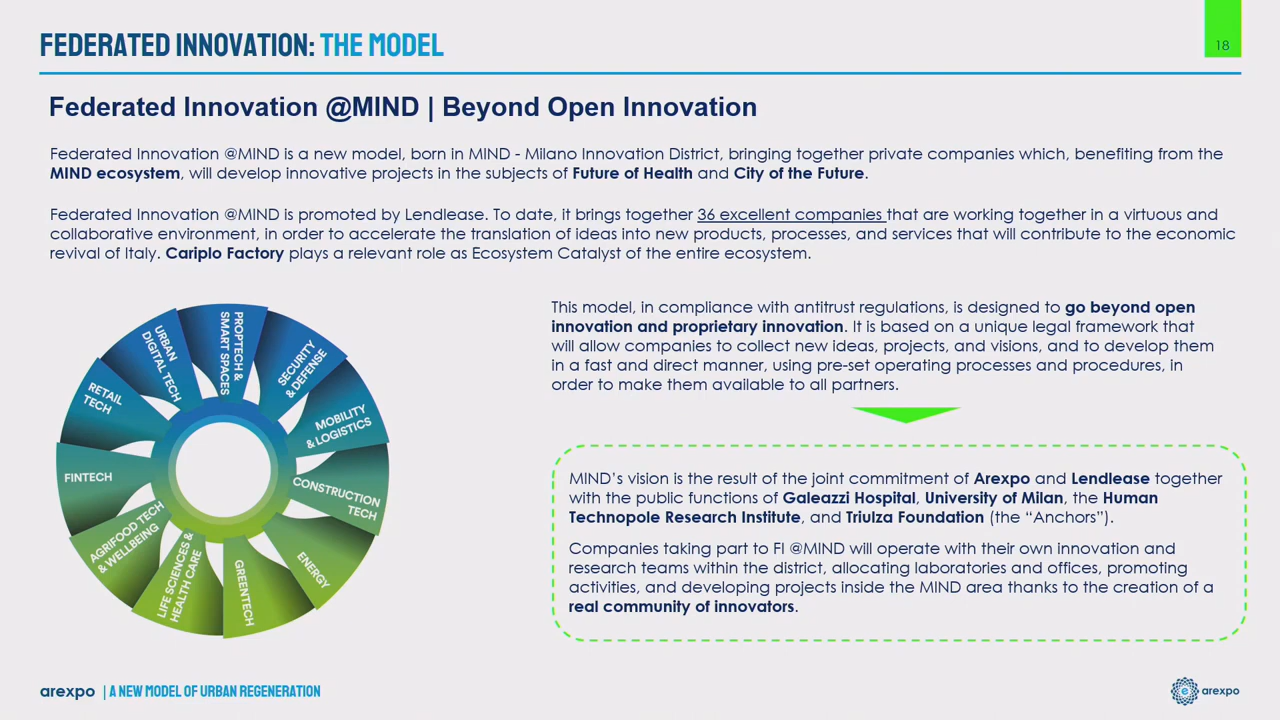 FEDERATED INNOVATION: THE MODEL
18
Federated Innovation @MIND | Beyond Open Innovation
Federated Innovation @MIND is a new model, born in MIND - Milano Innovation District, bringing together private companies which, benefiting from the
MIND ecosystem, will develop innovative projects in the subjects of Future of Health and City of the Future.
Federated Innovation @MIND is promoted by Lendlease. To date, it brings together 36 excellent companies that are working together in a virtuous and
collaborative environment, in order to accelerate the translation of ideas into new products, processes, and services that will contribute to the economic
revival of Italy. Cariplo Factory plays a relevant role as Ecosystem Catalyst of the entire ecosystem.
PROPTECH &
SMART SPACES
SECURITY
& DEFENSE
MOBILITY
& LOGISTICS
CONSTRUCTION
TECH
ENERGY
GREENTECH
LIFE SCIENCES &
HEALTH CARE
AGRIFOOD TECH
& WELLBEING
FINTECH
RETAIL
TECH
URBAN
DIGITAL TECH
This model, in compliance with antitrust regulations, is designed to go beyond open
innovation and proprietary innovation. It is based on a unique legal framework that
will allow companies to collect new ideas, projects, and visions, and to develop them
in a fast and direct manner, using pre-set operating processes and procedures, in
order to make them available to all partners.
MIND’s vision is the result of the joint commitment of Arexpo and Lendlease together
with the public functions of Galeazzi Hospital, University of Milan, the Human
Technopole Research Institute, and Triulza Foundation (the “Anchors”).
Companies taking part to FI @MIND will operate with their own innovation and
research teams within the district, allocating laboratories and offices, promoting
activities, and developing projects inside the MIND area thanks to the creation of a
real community of innovators.
arexpo | A NEW MODEL OF URBAN REGENERATION
e arexpo